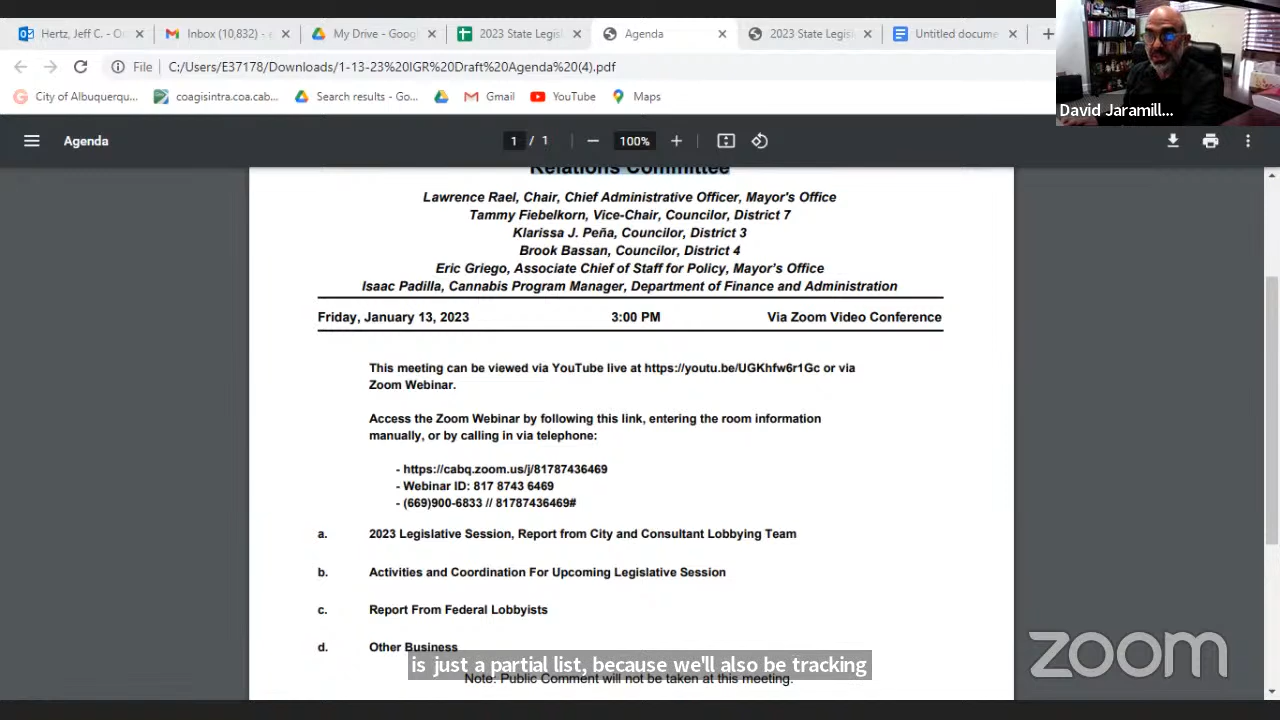 Hertz, Jeff C. - O
Inbox (10,832) - e
My Drive - Goog
2023 State Legi
Agenda
2023 State Legis
Untitled docume
File
C:/Users/E37178/Downloads/1-13-23%20IGR%20Draft%20Agenda%20(4).pdf
City of Albuquerqu...
coagisintra.coa.cab...
Search results - Go...
Gmail
YouTube
Maps
David Jaramill...
Agenda
1 / 1
100%
Relations Committee
Lawrence Rael, Chair, Chief Administrative Officer, Mayor's Office
Tammy Fiebelkorn, Vice-Chair, Councilor, District 7
Klarissa J. Peña, Councilor, District 3
Brook Bassan, Councilor, District 4
Eric Griego, Associate Chief of Staff for Policy, Mayor's Office
Isaac Padilla, Cannabis Program Manager, Department of Finance and Administration
Friday, January 13, 2023 3:00 PM Via Zoom Video Conference
This meeting can be viewed via YouTube live at https://youtu.be/UGKhfw6r1Gc or via
Zoom Webinar.
Access the Zoom Webinar by following this link, entering the room information
manually, or by calling in via telephone:
- https://cabq.zoom.us/j/81787436469
- Webinar ID: 817 8743 6469
- (669)900-6833 // 81787436469#
a. 2023 Legislative Session, Report from City and Consultant Lobbying Team
b. Activities and Coordination For Upcoming Legislative Session
c. Report From Federal Lobbyists
d. Other Business
is just a partial list, because we'll also be tracking
Note: Public Comment will not be taken at this meeting.
zoom